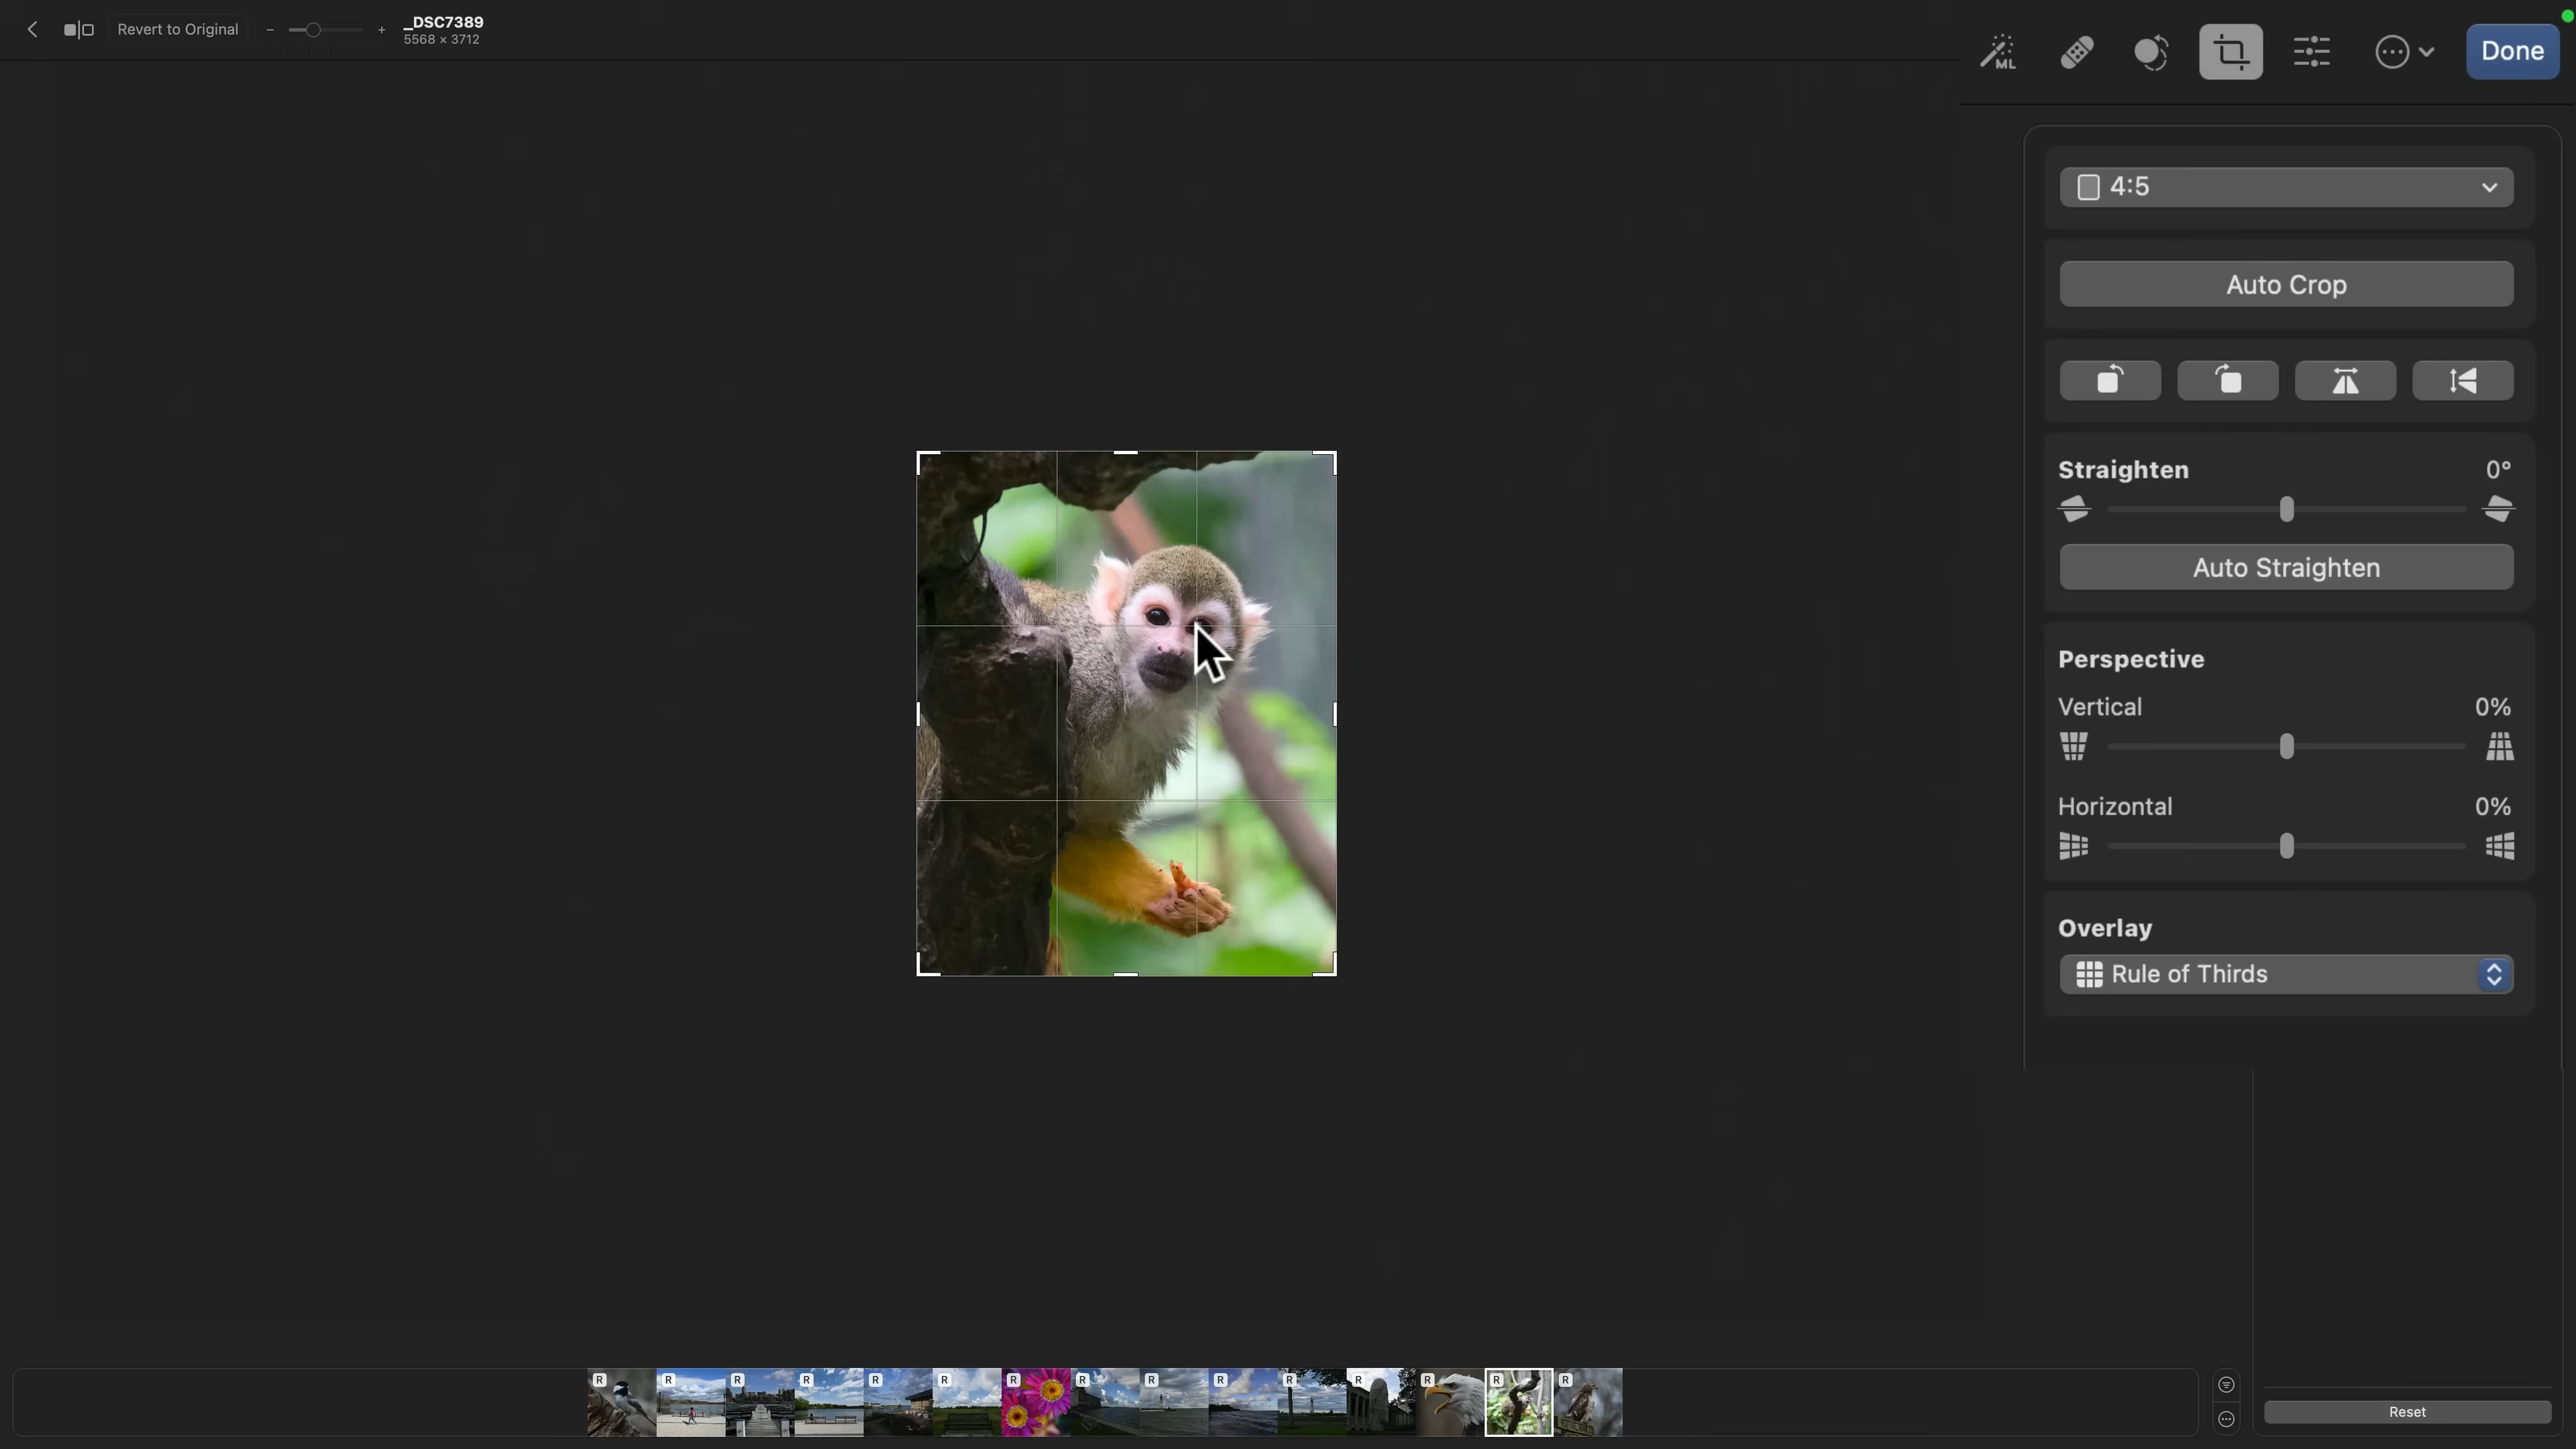 Revert to Original
_DSC7389
5568 × 3712
ML
Done
4:5
Auto Crop
Straighten 0°
Auto Straighten
Perspective
Vertical 0%
Horizontal 0%
Overlay
Rule of Thirds
R R R R R R R R R R R R R R R
Reset